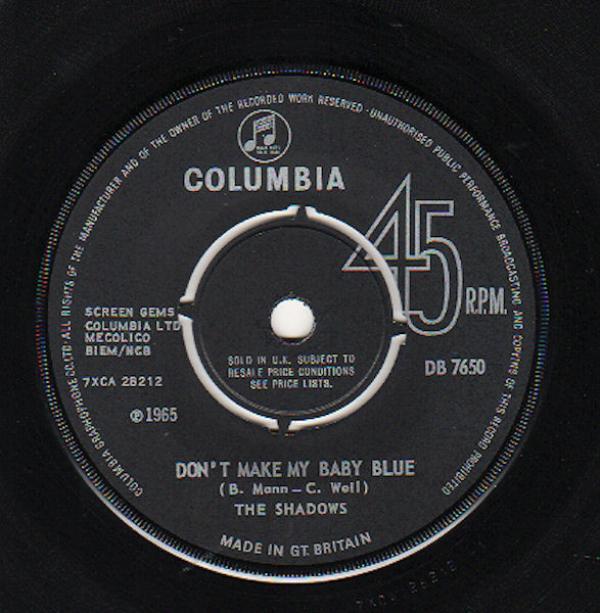 COLUMBIA GRAPHOPHONE CO. LTD. ALL RIGHTS OF THE MANUFACTURER AND OF THE OWNER OF THE RECORDED WORK RESERVED · UNAUTHORISED PUBLIC PERFORMANCE BROADCASTING AND COPYING OF THIS RECORD PROHIBITED
COLUMBIA
45 R.P.M.
SCREEN GEMS
COLUMBIA LTD
MECOLICO
BIEM/NCB
7XCA 28212
℗ 1965
SOLD IN U.K. SUBJECT TO
RESALE PRICE CONDITIONS
SEE PRICE LISTS.
DB 7650
DON'T MAKE MY BABY BLUE
(B. Mann – C. Weil)
THE SHADOWS
MADE IN GT. BRITAIN